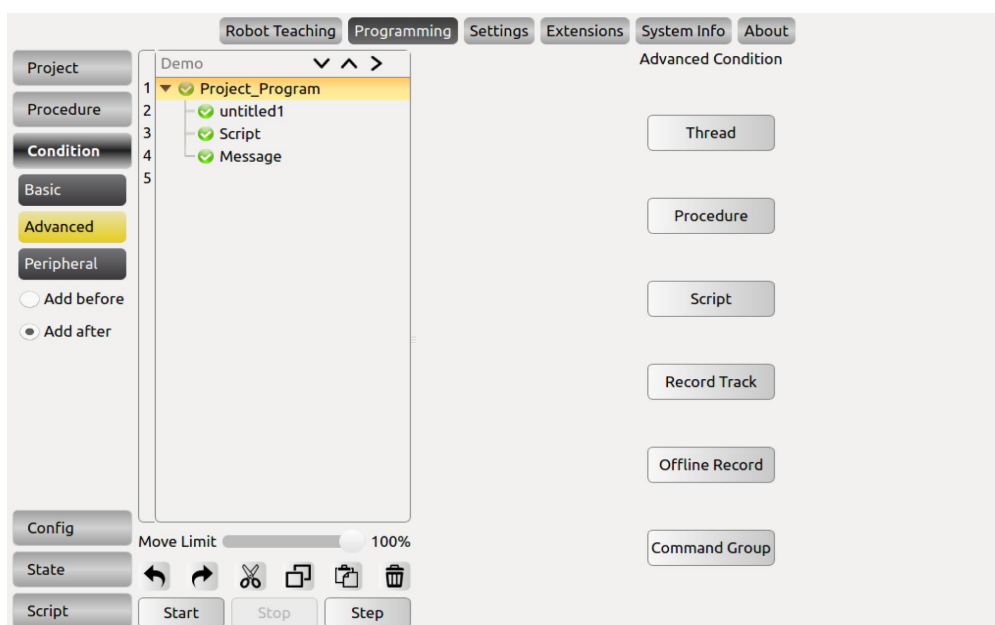 Robot Teaching Programming Settings Extensions System Info About
Project
Procedure
Condition
Basic
Advanced
Peripheral
Add before
Add after
Config
State
Script
Demo
1 Project_Program
2 untitled1
3 Script
4 Message
5
Move Limit 100%
Start Stop Step
Advanced Condition
Thread
Procedure
Script
Record Track
Offline Record
Command Group